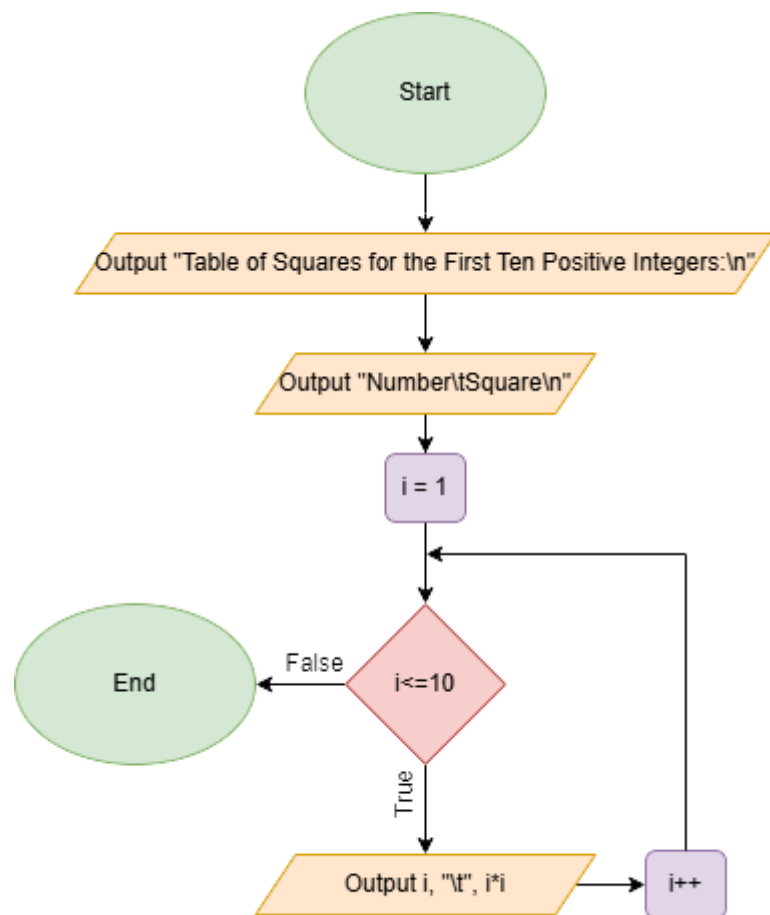 Start
Output "Table of Squares for the First Ten Positive Integers:\n"
Output "Number\tSquare\n"
i = 1
i<=10
False
End
True
Output i, "\t", i*i
i++